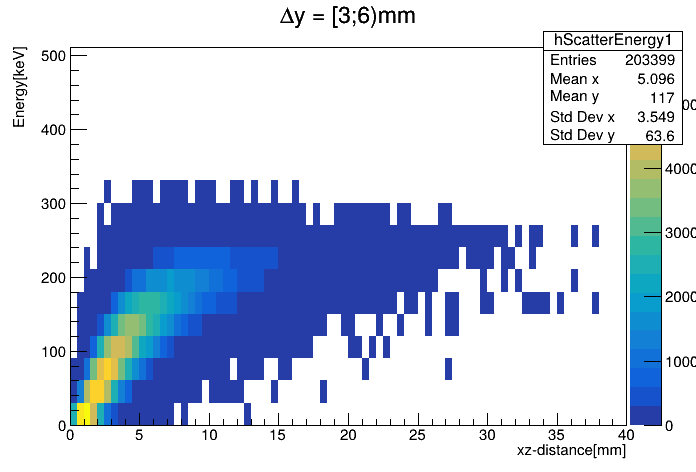 Δy = [3;6)mm
hScatterEnergy1
Entries 203399
Mean x 5.096
Mean y 117
Std Dev x 3.549
Std Dev y 63.6
Energy[keV]
500
400
300
200
100
0
4000
3000
2000
1000
0
0 5 10 15 20 25 30 35 40
xz-distance[mm]